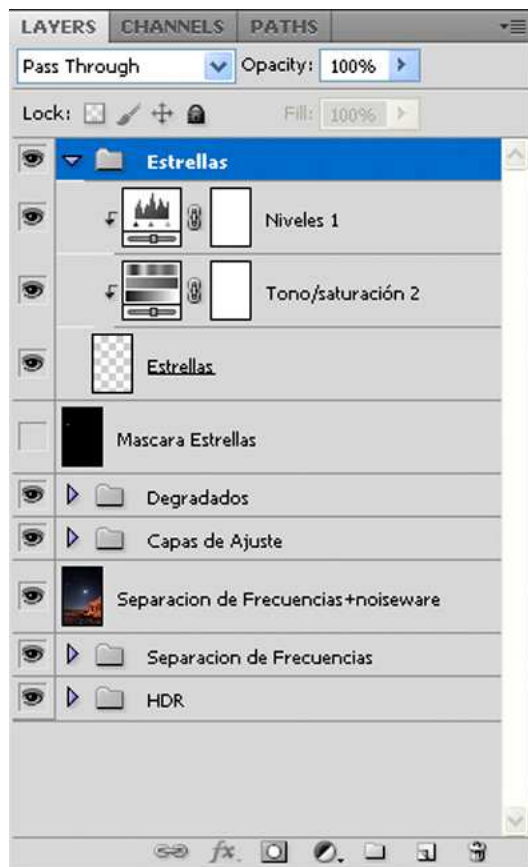 LAYERS CHANNELS PATHS
Pass Through Opacity: 100%
Lock: Fill: 100%
Estrellas
Niveles 1
Tono/saturación 2
Estrellas
Mascara Estrellas
Degradados
Capas de Ajuste
Separacion de Frecuencias+noiseware
Separacion de Frecuencias
HDR
fx.